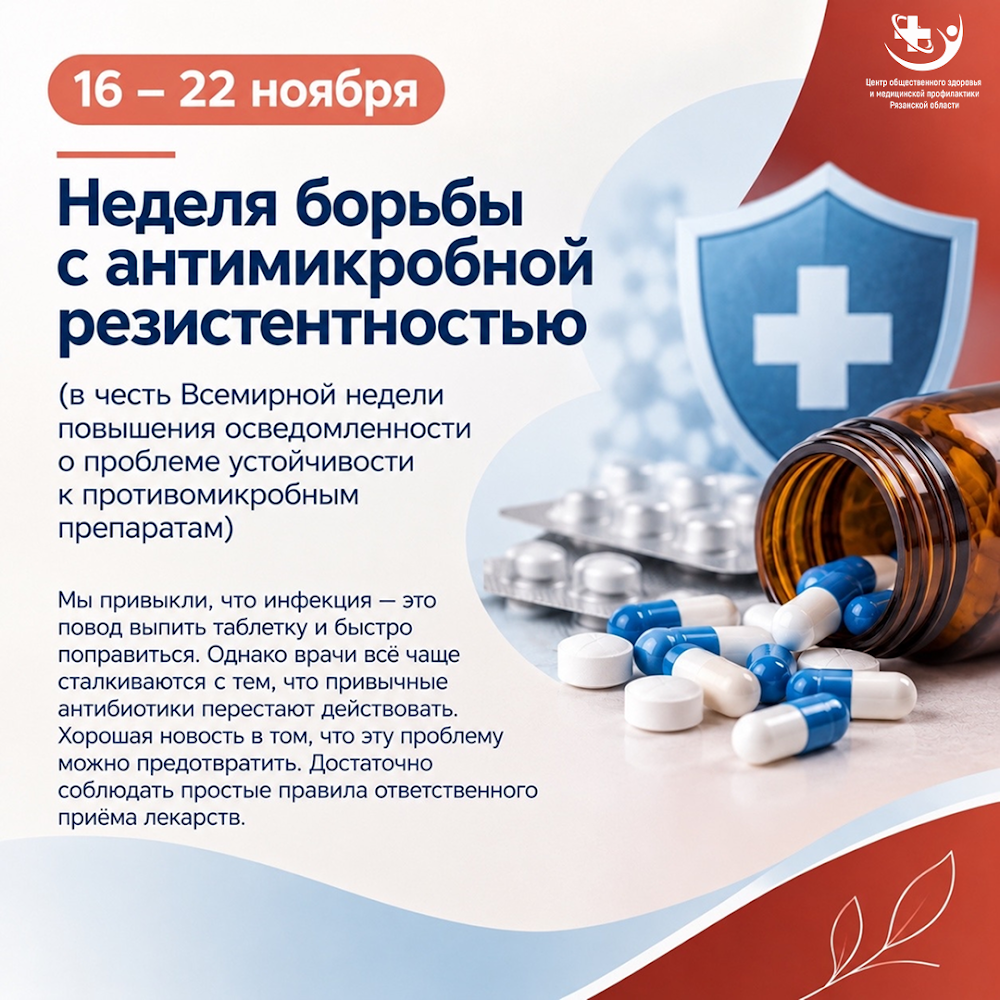 Центр общественного здоровья
и медицинской профилактики
Рязанской области
16 – 22 ноября
Неделя борьбы
с антимикробной
резистентностью
(в честь Всемирной недели
повышения осведомленности
о проблеме устойчивости
к противомикробным
препаратам)
Мы привыкли, что инфекция — это
повод выпить таблетку и быстро
поправиться. Однако врачи всё чаще
сталкиваются с тем, что привычные
антибиотики перестают действовать.
Хорошая новость в том, что эту проблему
можно предотвратить. Достаточно
соблюдать простые правила ответственного
приёма лекарств.